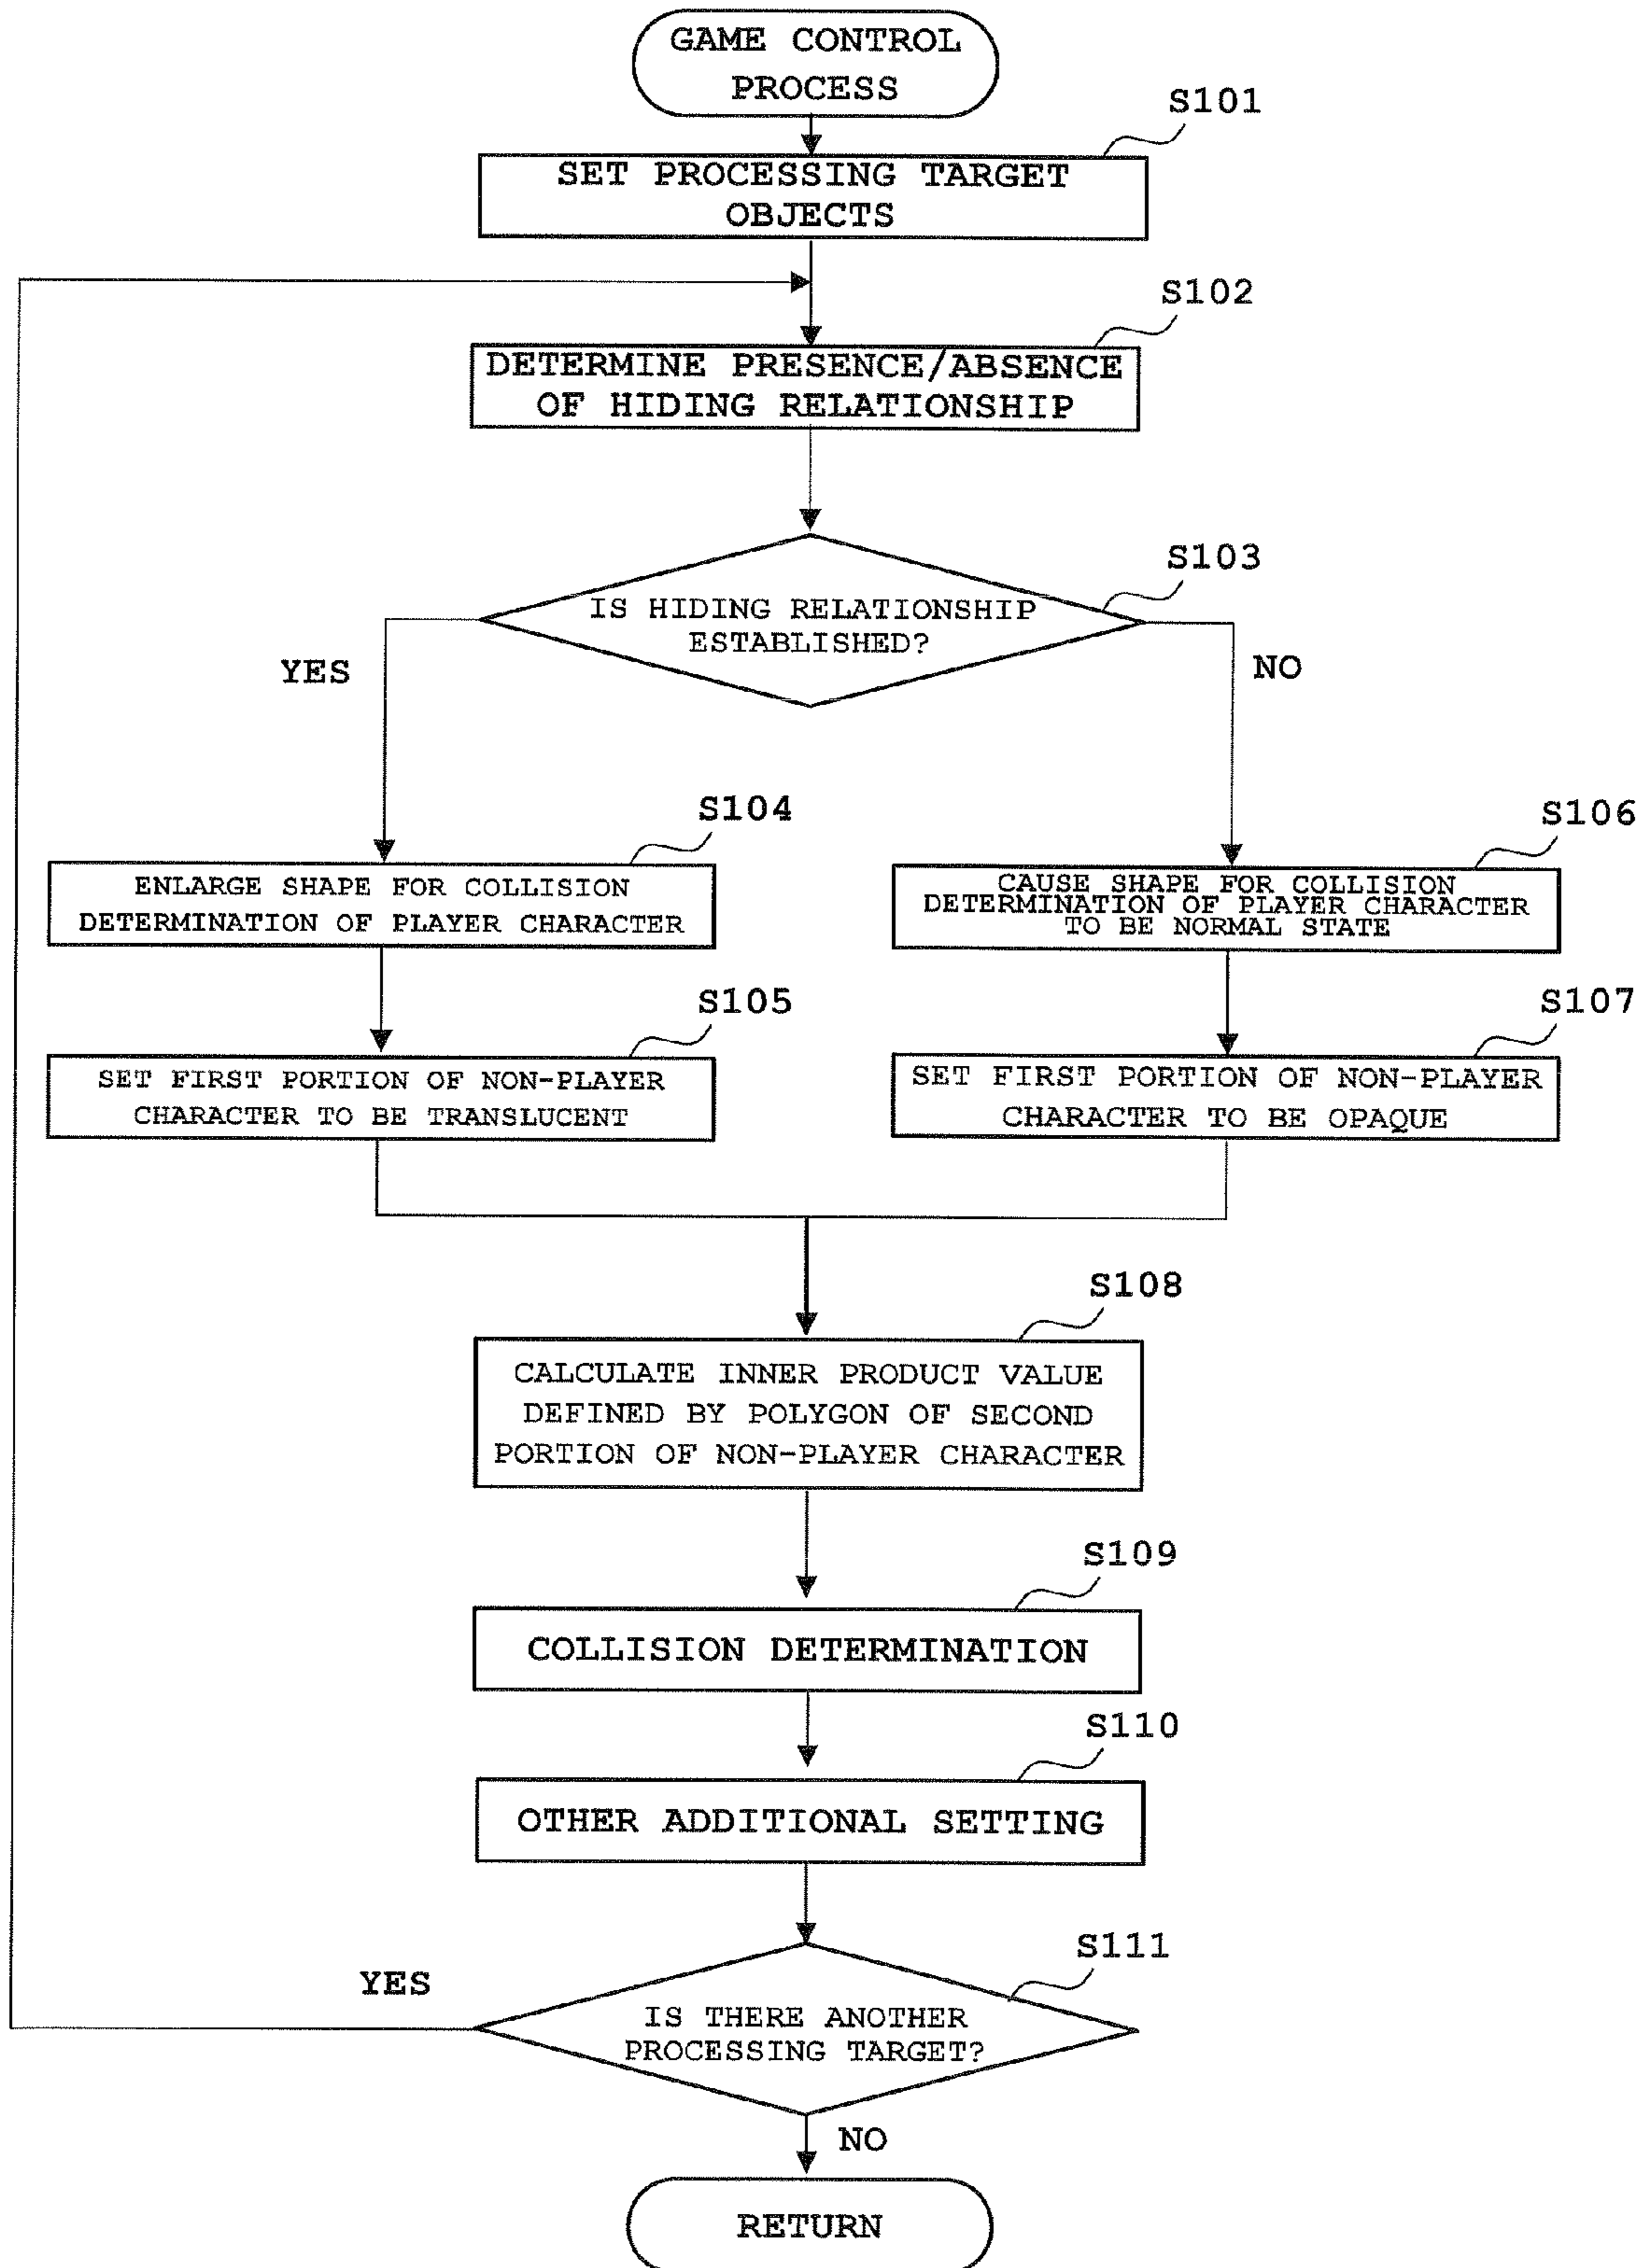 GAME CONTROL
PROCESS
S101
SET PROCESSING TARGET
OBJECTS
S102
DETERMINE PRESENCE/ABSENCE
OF HIDING RELATIONSHIP
S103
IS HIDING RELATIONSHIP
ESTABLISHED?
YES
NO
S104
ENLARGE SHAPE FOR COLLISION
DETERMINATION OF PLAYER CHARACTER
S106
CAUSE SHAPE FOR COLLISION
DETERMINATION OF PLAYER CHARACTER
TO BE NORMAL STATE
S105
SET FIRST PORTION OF NON-PLAYER
CHARACTER TO BE TRANSLUCENT
S107
SET FIRST PORTION OF NON-PLAYER
CHARACTER TO BE OPAQUE
S108
CALCULATE INNER PRODUCT VALUE
DEFINED BY POLYGON OF SECOND
PORTION OF NON-PLAYER CHARACTER
S109
COLLISION DETERMINATION
S110
OTHER ADDITIONAL SETTING
S111
YES
IS THERE ANOTHER
PROCESSING TARGET?
NO
RETURN